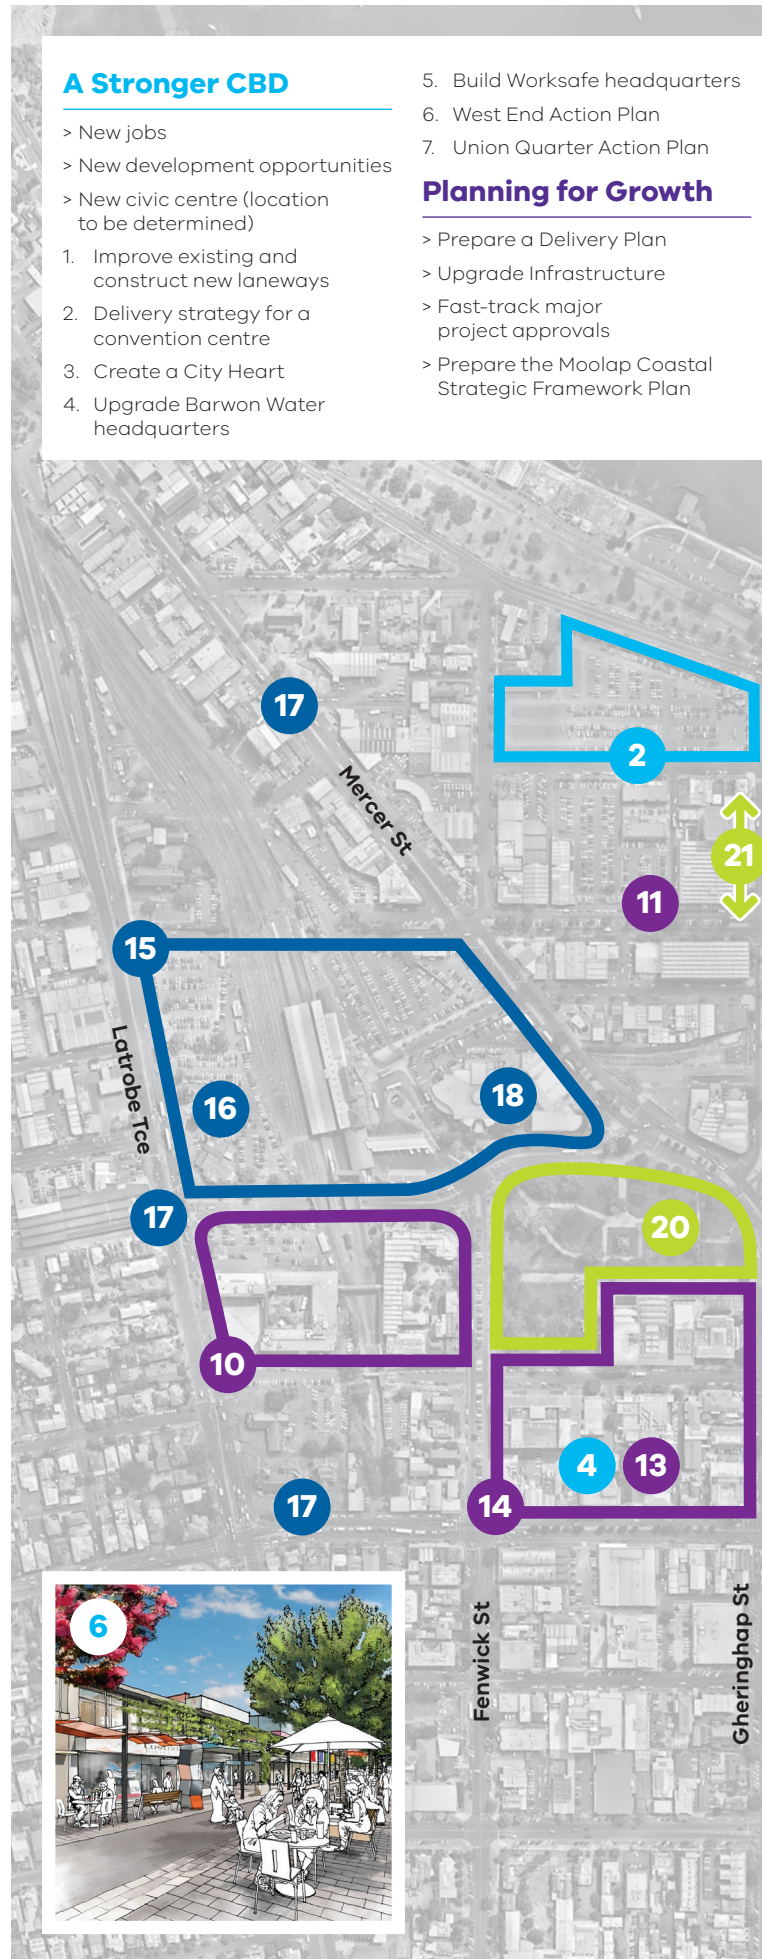 A Stronger CBD
> New jobs
> New development opportunities
> New civic centre (location
to be determined)
1. Improve existing and
construct new laneways
2. Delivery strategy for a
convention centre
3. Create a City Heart
4. Upgrade Barwon Water
headquarters
5. Build Worksafe headquarters
6. West End Action Plan
7. Union Quarter Action Plan
Planning for Growth
> Prepare a Delivery Plan
> Upgrade Infrastructure
> Fast-track major
project approvals
> Prepare the Moolap Coastal
Strategic Framework Plan
17
2
Mercer St
21
11
15
Latrobe Tce
16
18
17
20
10
4
13
17
14
6
Fenwick St
Gheringhap St